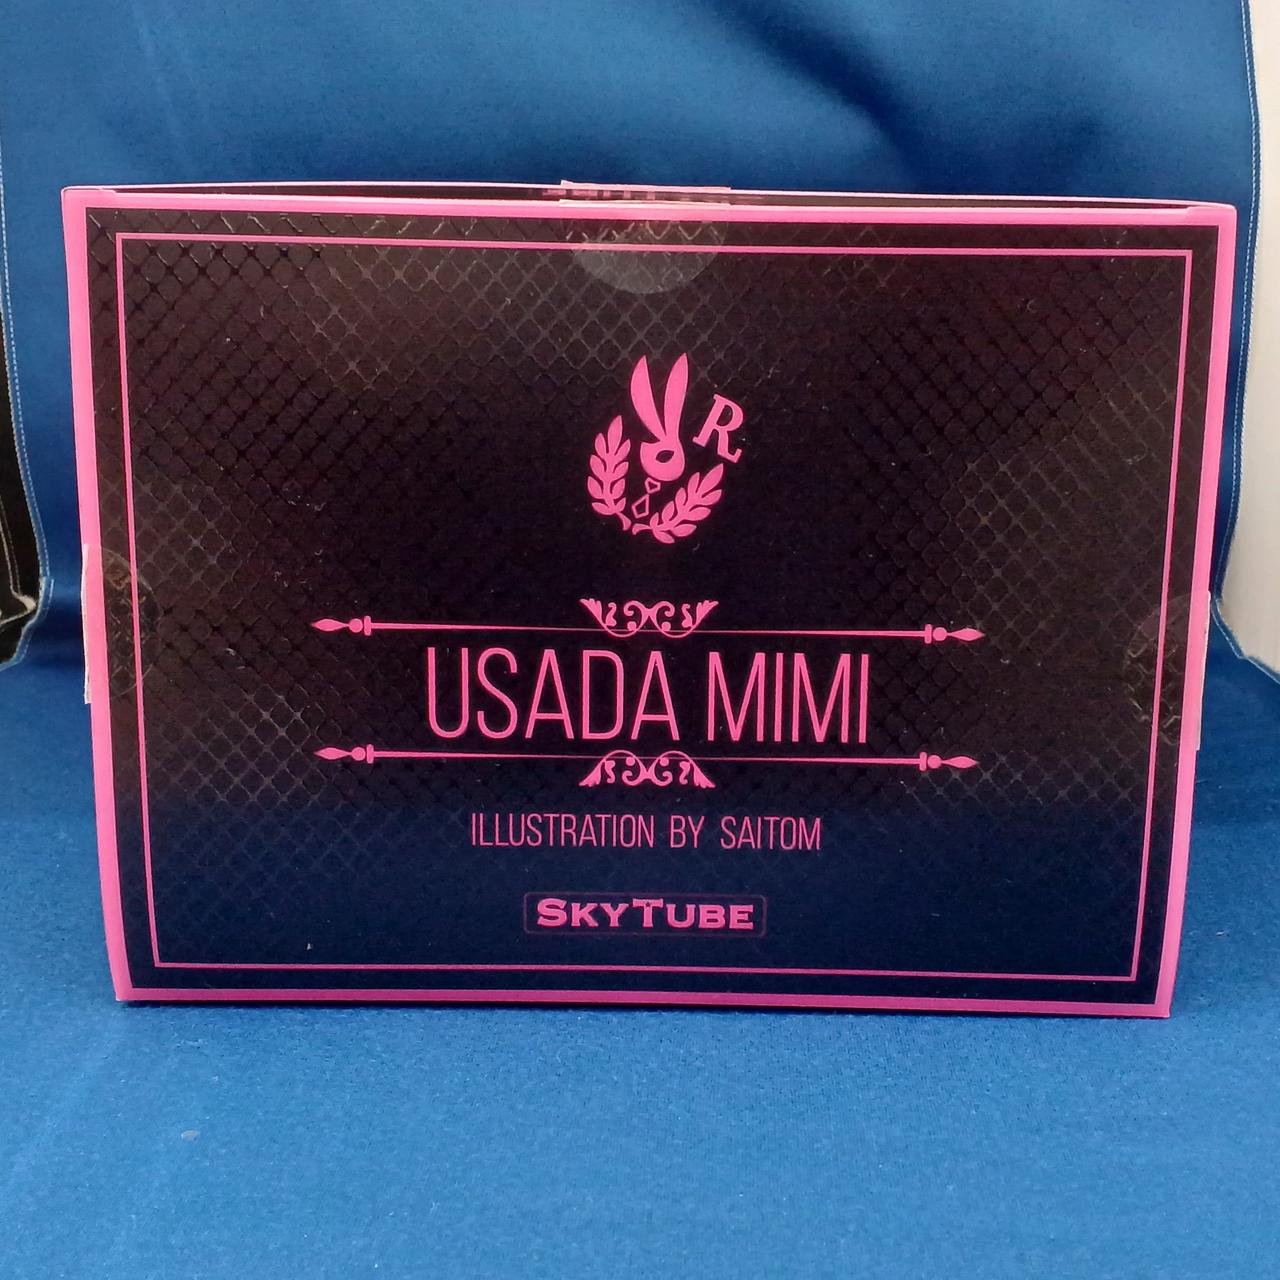 R
USADA MIMI
ILLUSTRATION BY SAITOM
SKYTUBE